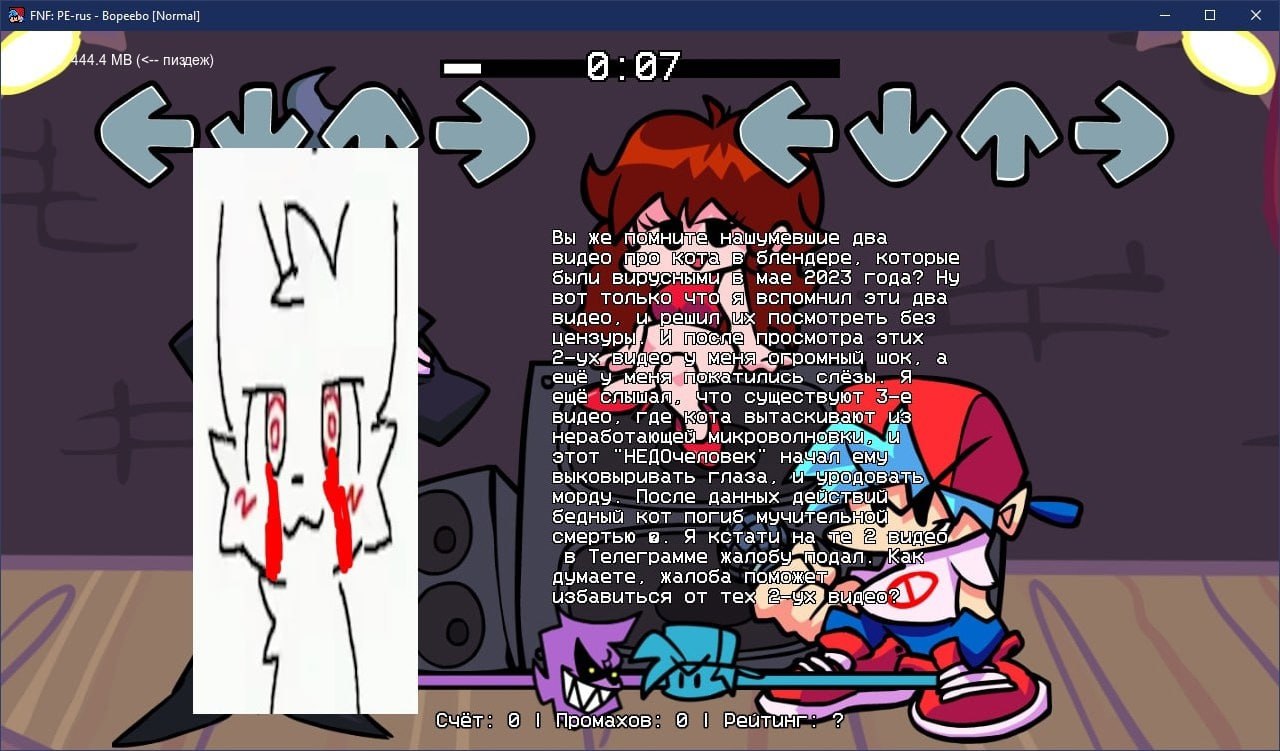 FNF: PE-rus - Bopeebo [Normal]
444.4 MB (<-- пиздеж)
0:07
Вы же помните нашумевшие два
видео про кота в блендере, которые
были вирусными в мае 2023 года? Ну
вот только что я вспомнил эти два
видео, и решил их посмотреть без
цензуры. И после просмотра этих
2-ух видео у меня огромный шок, а
ещё у меня покатились слёзы. Я
ещё слышал, что существуют 3-е
видео, где кота вытаскивают из
неработающей микроволновки, и
этот "НЕДОчеловек" начал ему
выковыривать глаза, и уродовать
морду. После данных действий
бедный кот погиб мучительной
смертью �. Я кстати на те 2 видео
в Телеграмме жалобу подал. Как
думаете, жалоба поможет
избавиться от тех 2-ух видео?
Счёт: 0 | Промахов: 0 | Рейтинг: ?